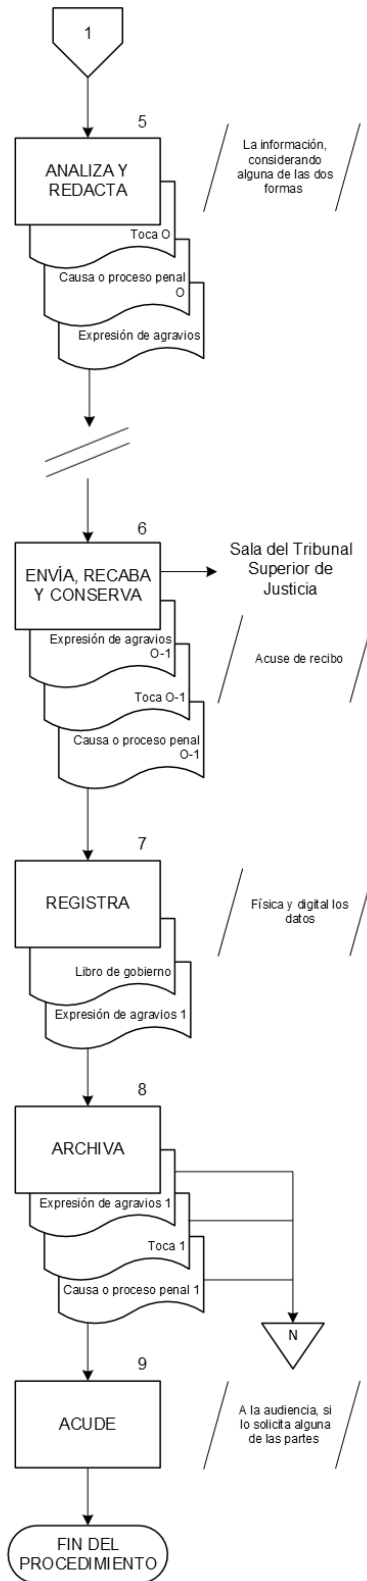 1
5
ANALIZA Y
REDACTA
La información,
considerando
alguna de las dos
formas
Toca O
Causa o proceso penal
O
Expresión de agravios
6
ENVÍA, RECABA
Y CONSERVA
Sala del Tribunal
Superior de
Justicia
Expresión de agravios
O-1
Acuse de recibo
Toca O-1
Causa o proceso penal
O-1
7
REGISTRA
Física y digital los
datos
Libro de gobierno
Expresión de agravios 1
8
ARCHIVA
Expresión de agravios 1
Toca 1
Causa o proceso penal 1
N
9
ACUDE
A la audiencia, si
lo solicita alguna
de las partes
FIN DEL
PROCEDIMIENTO